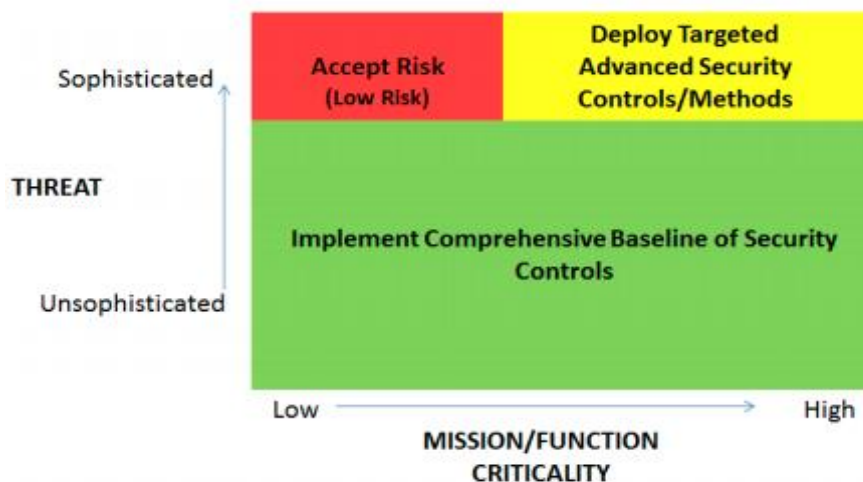 Sophisticated
Accept Risk
(Low Risk)
Deploy Targeted
Advanced Security
Controls/Methods
THREAT
Implement Comprehensive Baseline of Security
Controls
Unsophisticated
Low
High
MISSION/FUNCTION
CRITICALITY